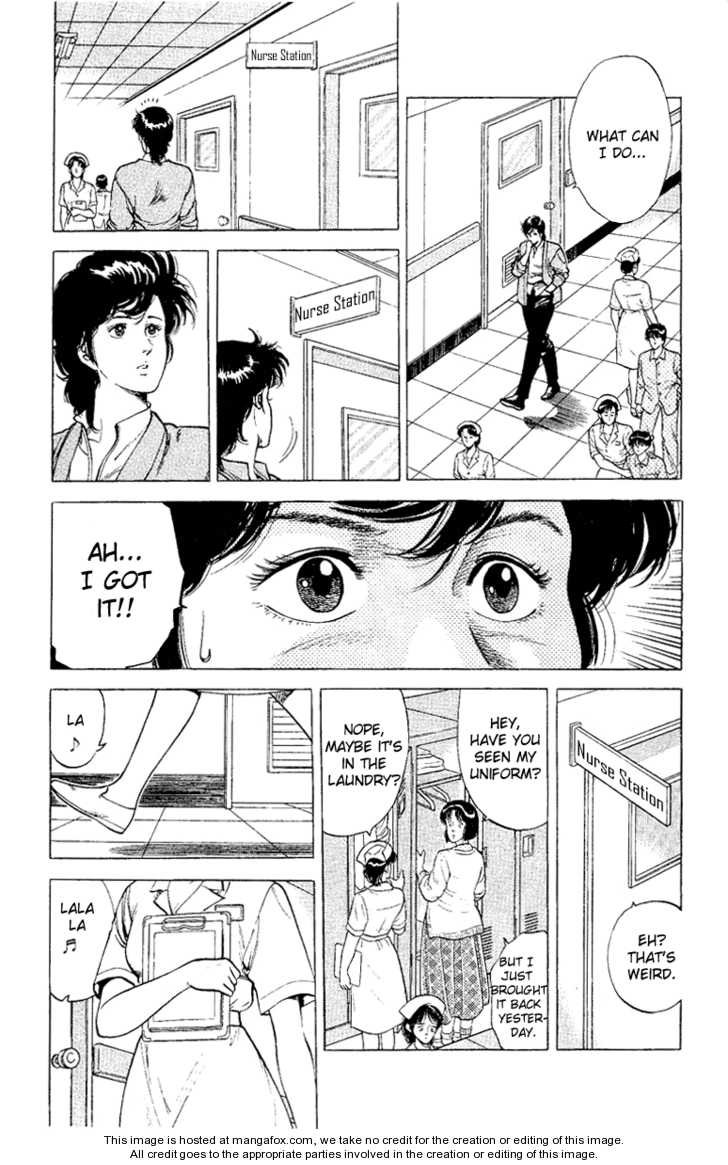 Nurse Station
WHAT CAN
I DO...
Nurse Station
AH...
I GOT
IT!!
LA
♪
HEY,
HAVE YOU
SEEN MY
UNIFORM?
NOPE,
MAYBE IT'S
IN THE
LAUNDRY?
BUT I
JUST
BROUGHT
IT BACK
YESTER-
DAY.
Nurse Station
EH?
THAT'S
WEIRD.
LALA
LA
♬
This image is hosted at mangafox.com, we take no credit for the creation or editing of this image.
All credit goes to the appropriate parties involved in the creation or editing of this image.